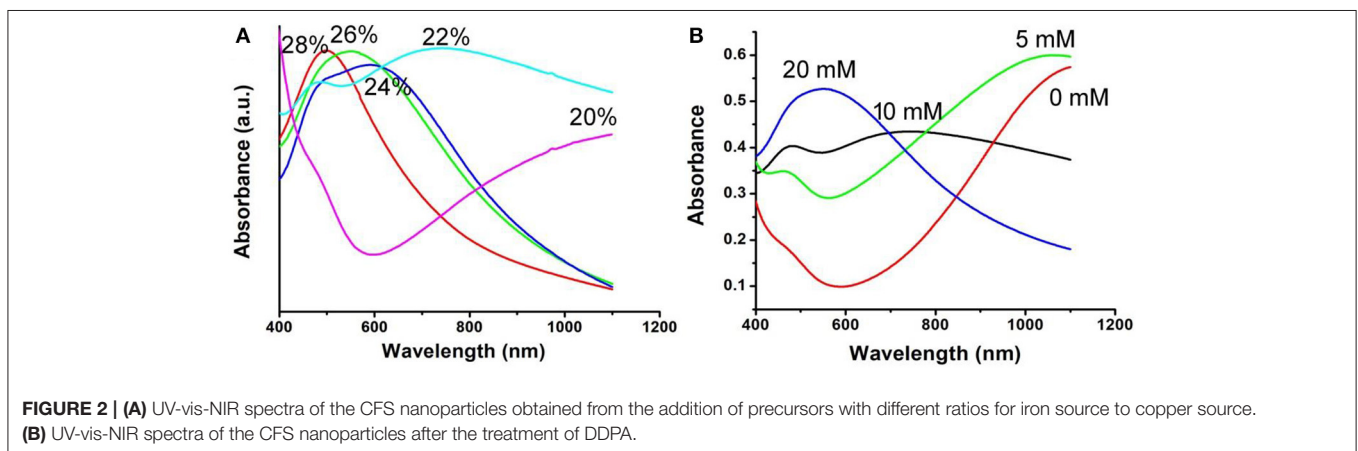 A
28%
26%
22%
24%
20%
Absorbance (a.u.)
400 600 800 1000 1200
Wavelength (nm)
B
0.6
0.5
0.4
0.3
0.2
0.1
5 mM
20 mM
0 mM
10 mM
Absorbance
400 600 800 1000 1200
Wavelength (nm)
FIGURE 2 | (A) UV-vis-NIR spectra of the CFS nanoparticles obtained from the addition of precursors with different ratios for iron source to copper source.
(B) UV-vis-NIR spectra of the CFS nanoparticles after the treatment of DDPA.